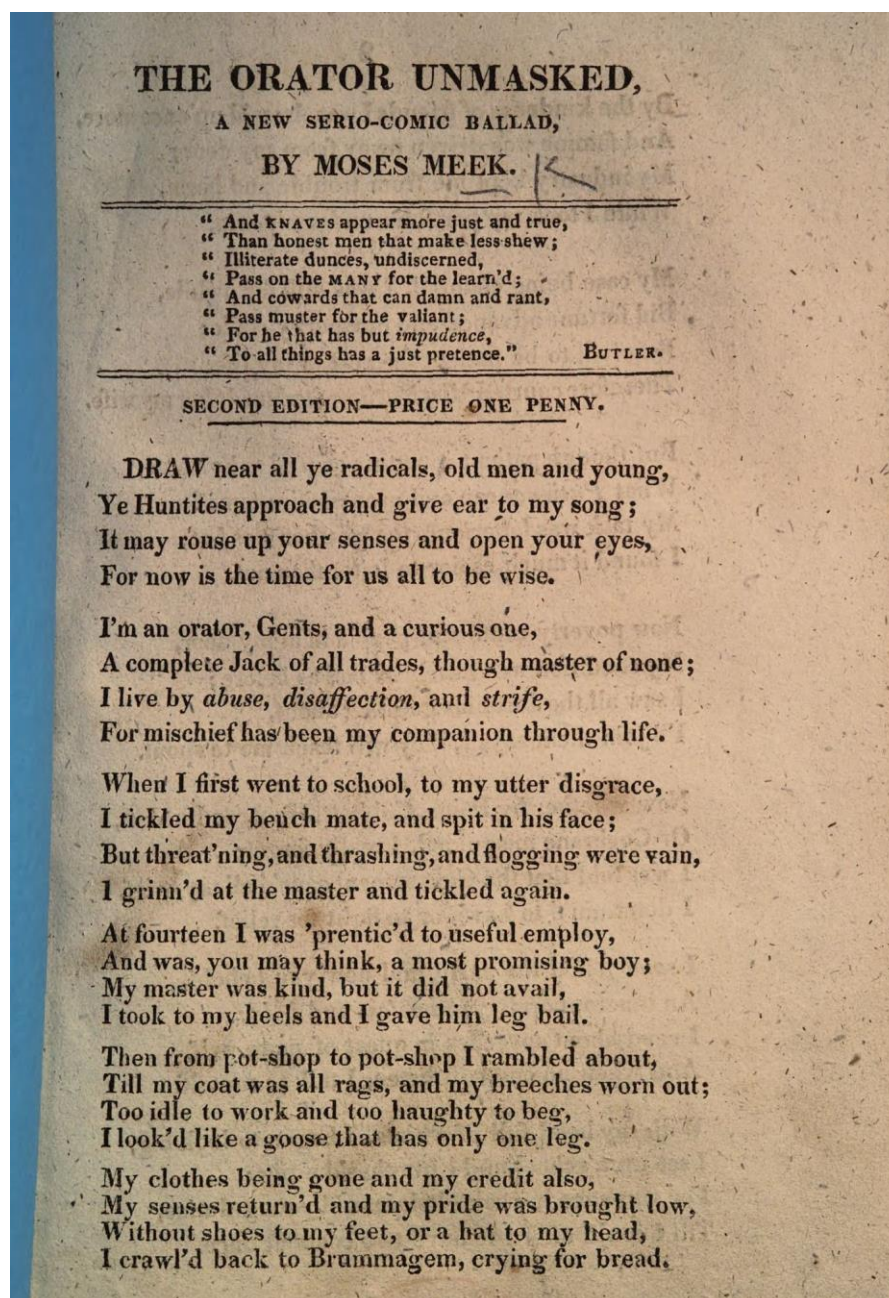 THE ORATOR UNMASKED,
A NEW SERIO-COMIC BALLAD,
BY MOSES MEEK.
“ And KNAVES appear more just and true,
“ Than honest men that make less shew;
“ Illiterate dunces, undiscerned,
“ Pass on the MANY for the learn'd;
“ And cowards that can damn and rant,
“ Pass muster for the valiant;
“ For he that has but impudence,
“ To all things has a just pretence.” BUTLER.
SECOND EDITION—PRICE ONE PENNY.
DRAW near all ye radicals, old men and young,
Ye Huntites approach and give ear to my song;
It may rouse up your senses and open your eyes,
For now is the time for us all to be wise.
I'm an orator, Gents, and a curious one,
A complete Jack of all trades, though master of none;
I live by abuse, disaffection, and strife,
For mischief has been my companion through life.
When I first went to school, to my utter disgrace,
I tickled my bench mate, and spit in his face;
But threat'ning, and thrashing, and flogging were vain,
I grinn'd at the master and tickled again.
At fourteen I was 'prentic'd to useful employ,
And was, you may think, a most promising boy;
My master was kind, but it did not avail,
I took to my heels and I gave him leg bail.
Then from pot-shop to pot-shop I rambled about,
Till my coat was all rags, and my breeches worn out;
Too idle to work and too haughty to beg,
I look'd like a goose that has only one leg.
My clothes being gone and my credit also,
My senses return'd and my pride was brought low,
Without shoes to my feet, or a hat to my head,
I crawl'd back to Brummagem, crying for bread.